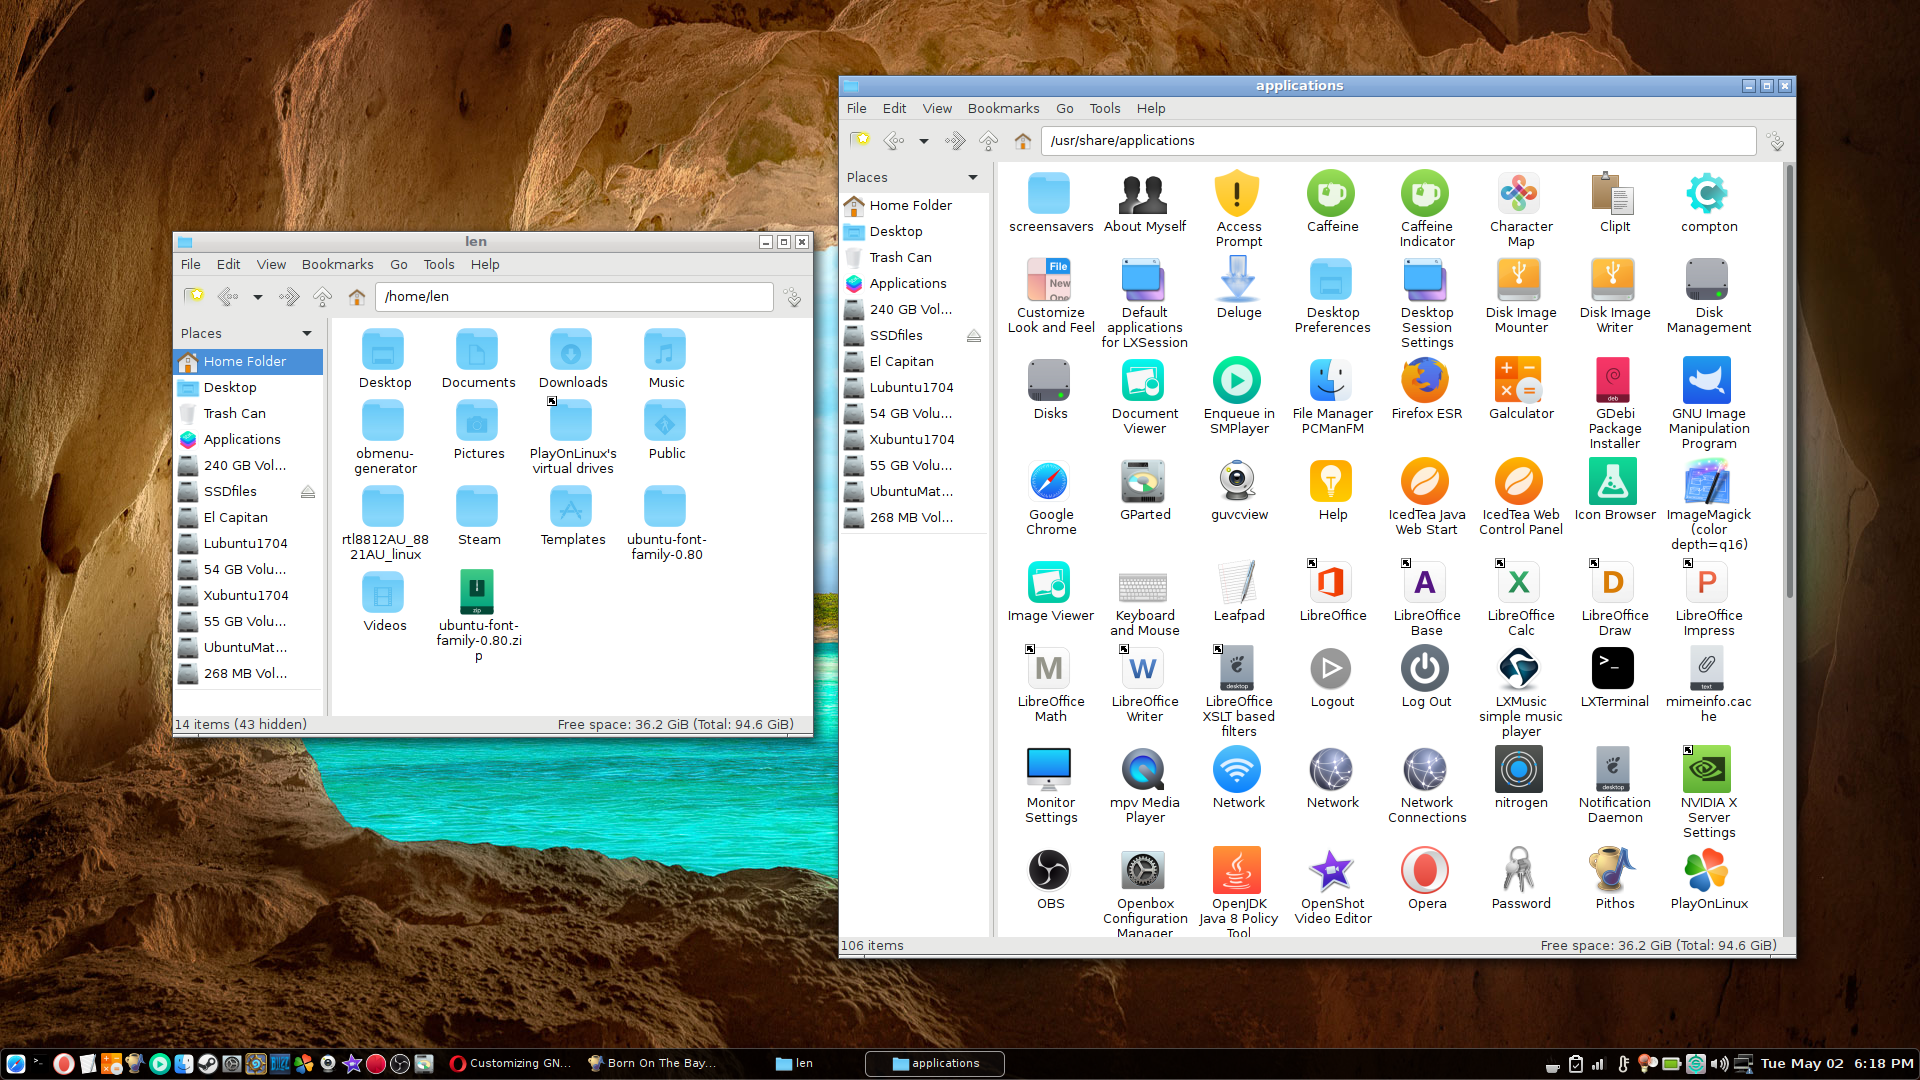 applications
File Edit View Bookmarks Go Tools Help
/usr/share/applications
Places
Home Folder
Desktop
Trash Can
Applications
240 GB Vol...
SSDfiles
El Capitan
Lubuntu1704
54 GB Volu...
Xubuntu1704
55 GB Volu...
UbuntuMat...
268 MB Vol...
screensavers
About Myself
Access
Prompt
Caffeine
Caffeine
Indicator
Character
Map
ClipIt
compton
File
New
Customize
Look and Feel
Default
applications
for LXSession
Deluge
Desktop
Preferences
Desktop
Session
Settings
Disk Image
Mounter
Disk Image
Writer
Disk
Management
Disks
Document
Viewer
Enqueue in
SMPlayer
File Manager
PCManFM
Firefox ESR
Galculator
deb
GDebi
Package
Installer
GNU Image
Manipulation
Program
Google
Chrome
GParted
guvcview
Help
IcedTea Java
Web Start
IcedTea Web
Control Panel
Icon Browser
ImageMagick
(color
depth=q16)
Image Viewer
Keyboard
and Mouse
Leafpad
LibreOffice
A
LibreOffice
Base
X
LibreOffice
Calc
D
LibreOffice
Draw
P
LibreOffice
Impress
M
LibreOffice
Math
W
LibreOffice
Writer
desktop
LibreOffice
XSLT based
filters
Logout
Log Out
LXMusic
simple music
player
>_
LXTerminal
text
mimeinfo.cac
he
Monitor
Settings
mpv Media
Player
Network
Network
Network
Connections
nitrogen
desktop
Notification
Daemon
NVIDIA X
Server
Settings
OBS
Openbox
Configuration
Manager
OpenJDK
Java 8 Policy
Tool
OpenShot
Video Editor
Opera
Password
Pithos
PlayOnLinux
106 items
Free space: 36.2 GiB (Total: 94.6 GiB)
len
File Edit View Bookmarks Go Tools Help
/home/len
Places
Home Folder
Desktop
Trash Can
Applications
240 GB Vol...
SSDfiles
El Capitan
Lubuntu1704
54 GB Volu...
Xubuntu1704
55 GB Volu...
UbuntuMat...
268 MB Vol...
Desktop
Documents
Downloads
Music
obmenu-
generator
Pictures
PlayOnLinux's
virtual drives
Public
rtl8812AU_88
21AU_linux
Steam
Templates
ubuntu-font-
family-0.80
Videos
zip
ubuntu-font-
family-0.80.zi
p
14 items (43 hidden)
Free space: 36.2 GiB (Total: 94.6 GiB)
Customizing GN...
Born On The Bay...
len
applications
Tue May 02 6:18 PM